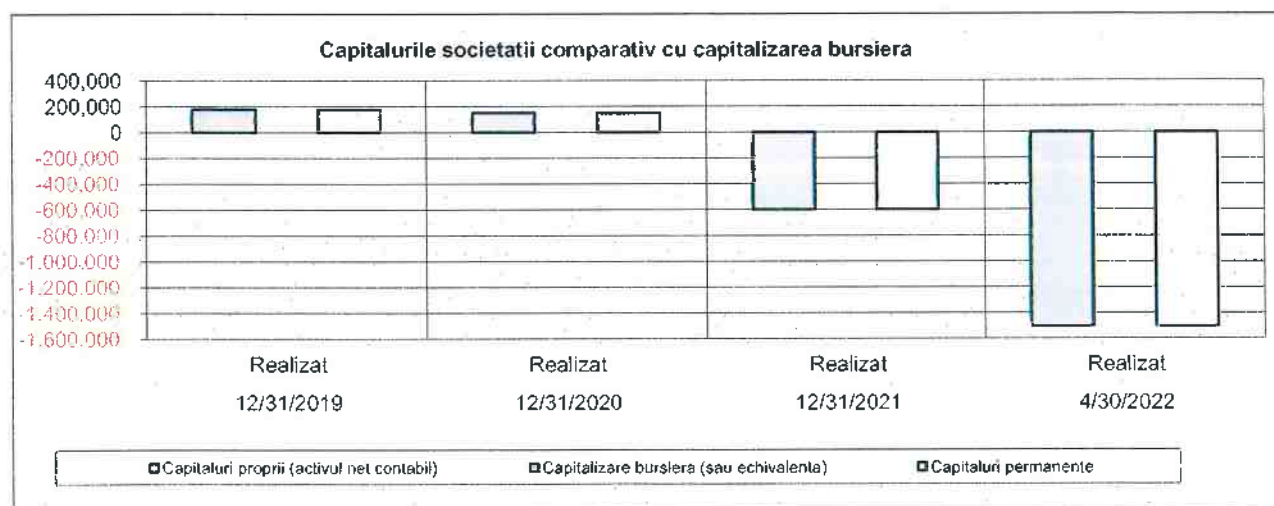 Capitalurile societatii comparativ cu capitalizarea bursiera
400,000
200,000
0
-200,000
-400,000
-600,000
-800.000
-1.000.000
-1.200.000
-1.400.000
-1.600.000
Realizat Realizat Realizat Realizat
12/31/2019 12/31/2020 12/31/2021 4/30/2022
Capitaluri proprii (activul net contabil) Capitalizare bursiera (sau echivalenta) Capitaluri permanente